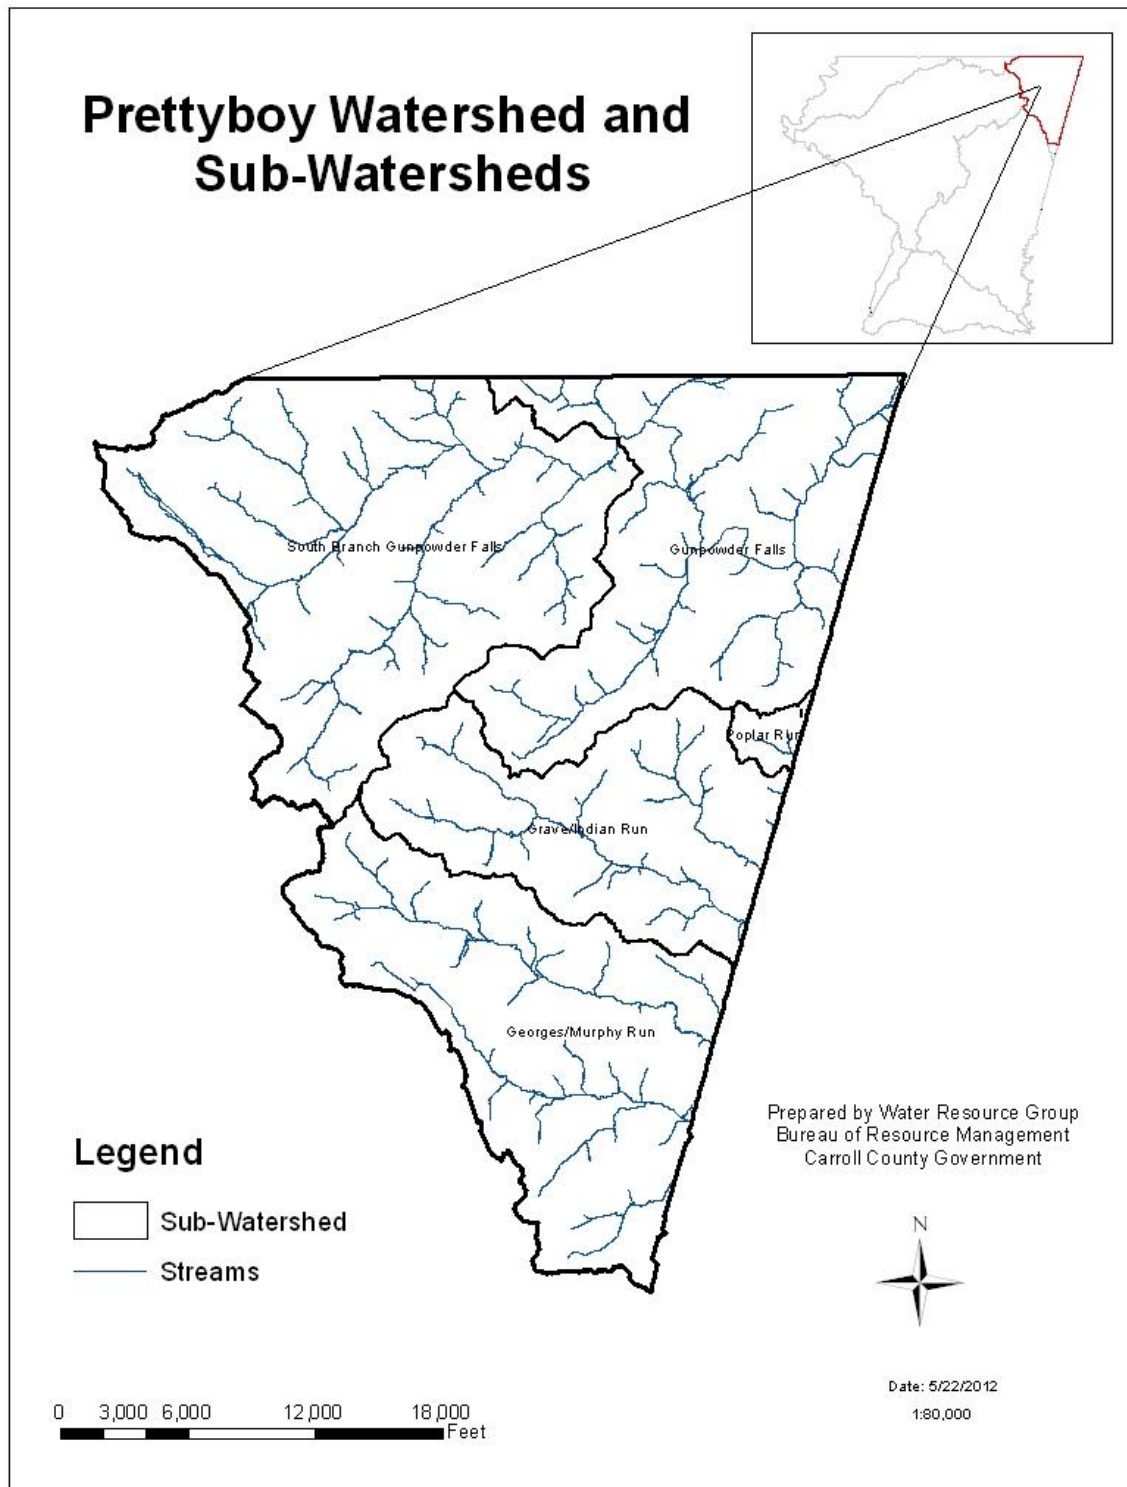 Prettyboy Watershed and
Sub-Watersheds
South Branch Gunpowder Falls
Gunpowder Falls
Poplar Run
Grave/Indian Run
Georges/Murphy Run
Prepared by Water Resource Group
Bureau of Resource Management
Carroll County Government
Legend
Sub-Watershed
Streams
N
Date: 5/22/2012
1:80,000
0 3,000 6,000 12,000 18,000
Feet